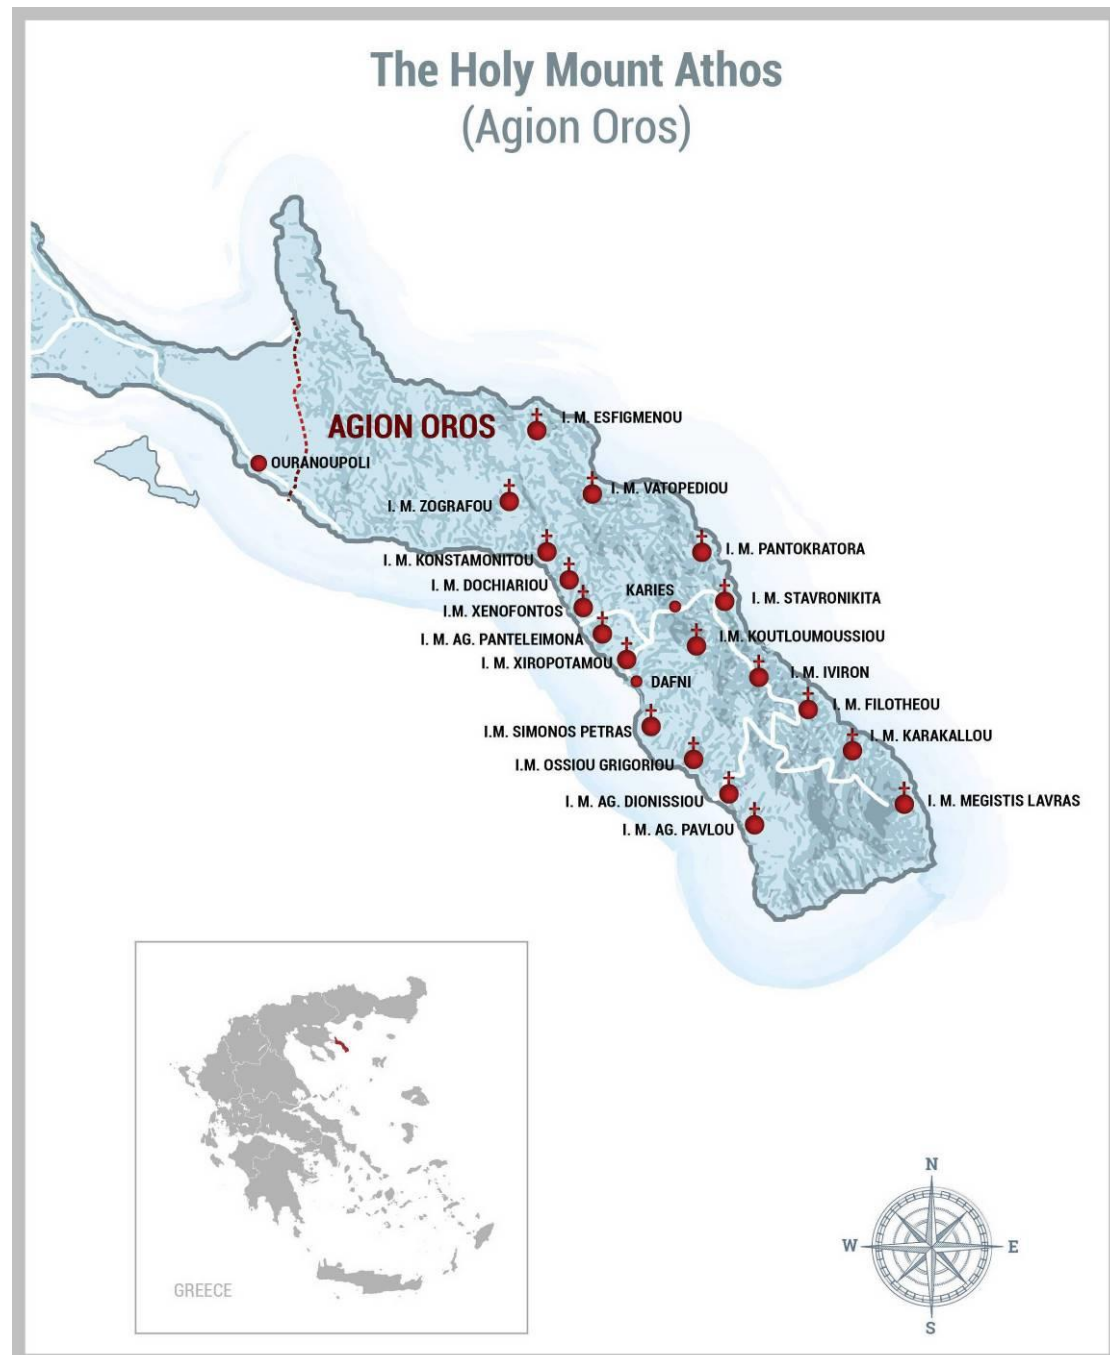 The Holy Mount Athos
(Agion Oros)
I. M. ESFIGMENOU
AGION OROS
OURANOUPOLI
I. M. VATOPEDIOU
I. M. ZOGRAFOU
I. M. PANTOKRATORA
I. M. KONSTAMONITOU
I. M. DOCHIARIOU
KARIES
I. M. STAVRONIKITA
I.M. XENOFONTOS
I. M. AG. PANTELEIMONA
I.M. KOUTLOUMOUSSIOU
I. M. XIROPOTAMOU
I. M. IVIRON
DAFNI
I. M. FILOTHEOU
I.M. SIMONOS PETRAS
I. M. KARAKALLOU
I.M. OSSIOU GRIGORIOU
I. M. AG. DIONISSIOU
I. M. MEGISTIS LAVRAS
I. M. AG. PAVLOU
GREECE
N
W
E
S